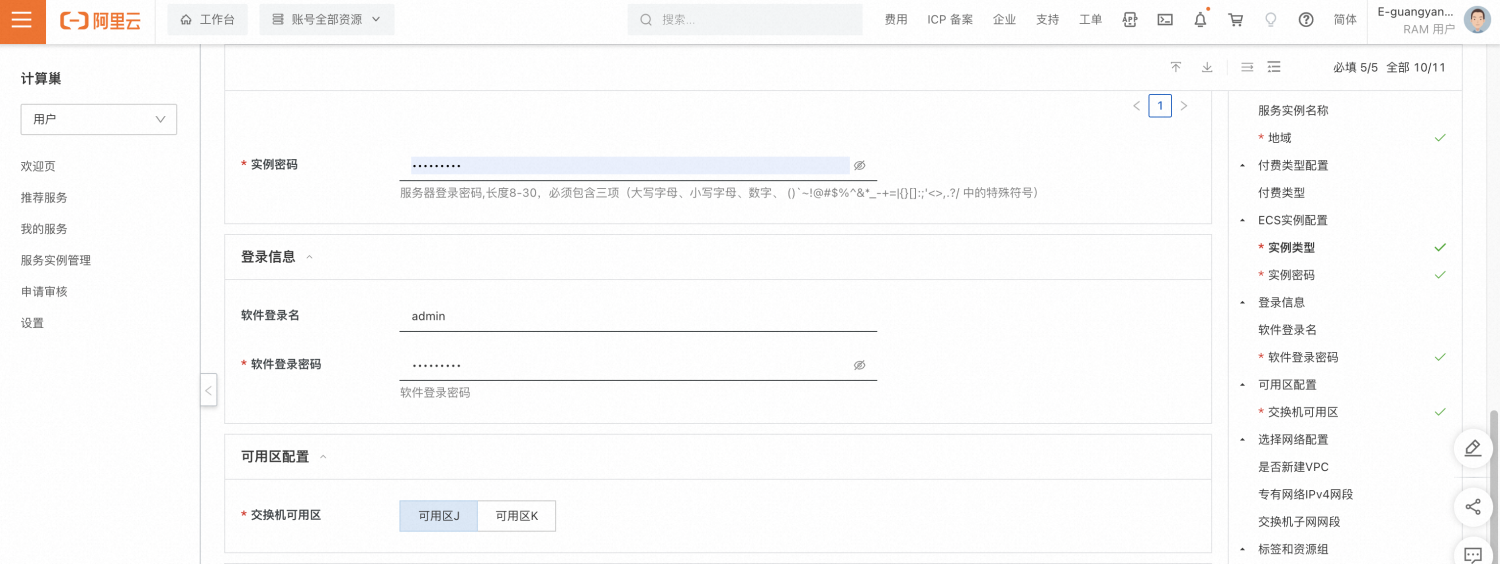 阿里云 工作台 账号全部资源 搜索... 费用 ICP 备案 企业 支持 工单 简体 E-guangyan... RAM 用户
计算巢
用户
欢迎页
推荐服务
我的服务
服务实例管理
申请审核
设置
必填 5/5 全部 10/11
1
* 实例密码 •••••••••
服务器登录密码,长度8-30，必须包含三项（大写字母、小写字母、数字、 ()`~!@#$%^&*_-+=|{}[]:;'<>,.?/ 中的特殊符号）
登录信息
软件登录名 admin
* 软件登录密码 •••••••••
软件登录密码
可用区配置
* 交换机可用区 可用区J 可用区K
服务实例名称
* 地域
付费类型配置
付费类型
ECS实例配置
* 实例类型
* 实例密码
登录信息
软件登录名
* 软件登录密码
可用区配置
* 交换机可用区
选择网络配置
是否新建VPC
专有网络IPv4网段
交换机子网网段
标签和资源组